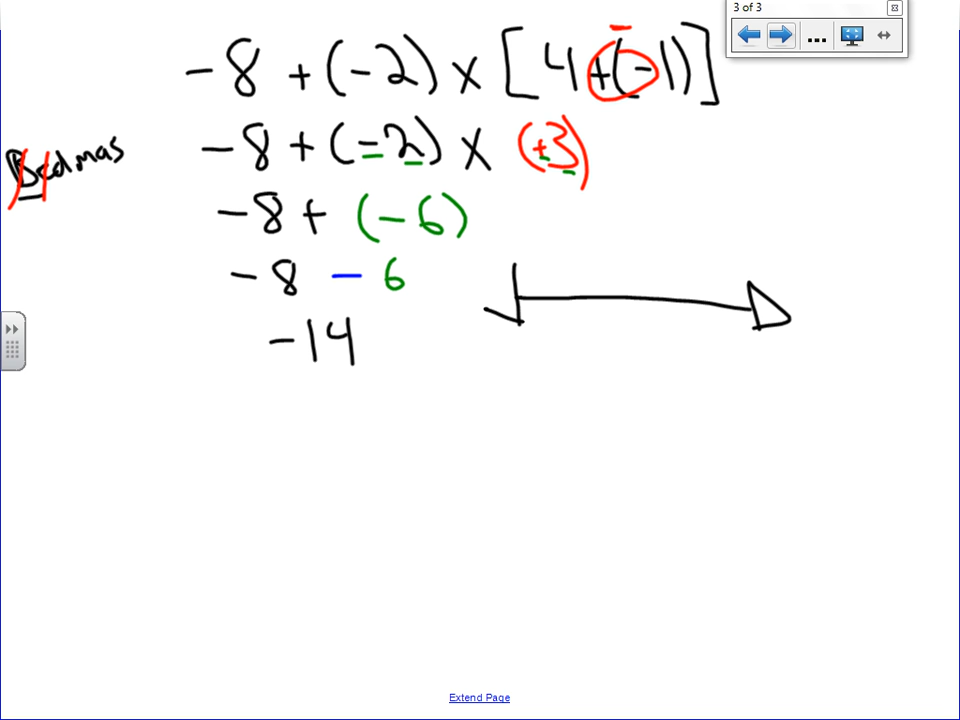 3 of 3
-8 + (-2) x [4 +(-1)]
-
Bedmas
-8 + (-2) x (+3)
-8 + (-6)
-8 - 6
-14
Extend Page